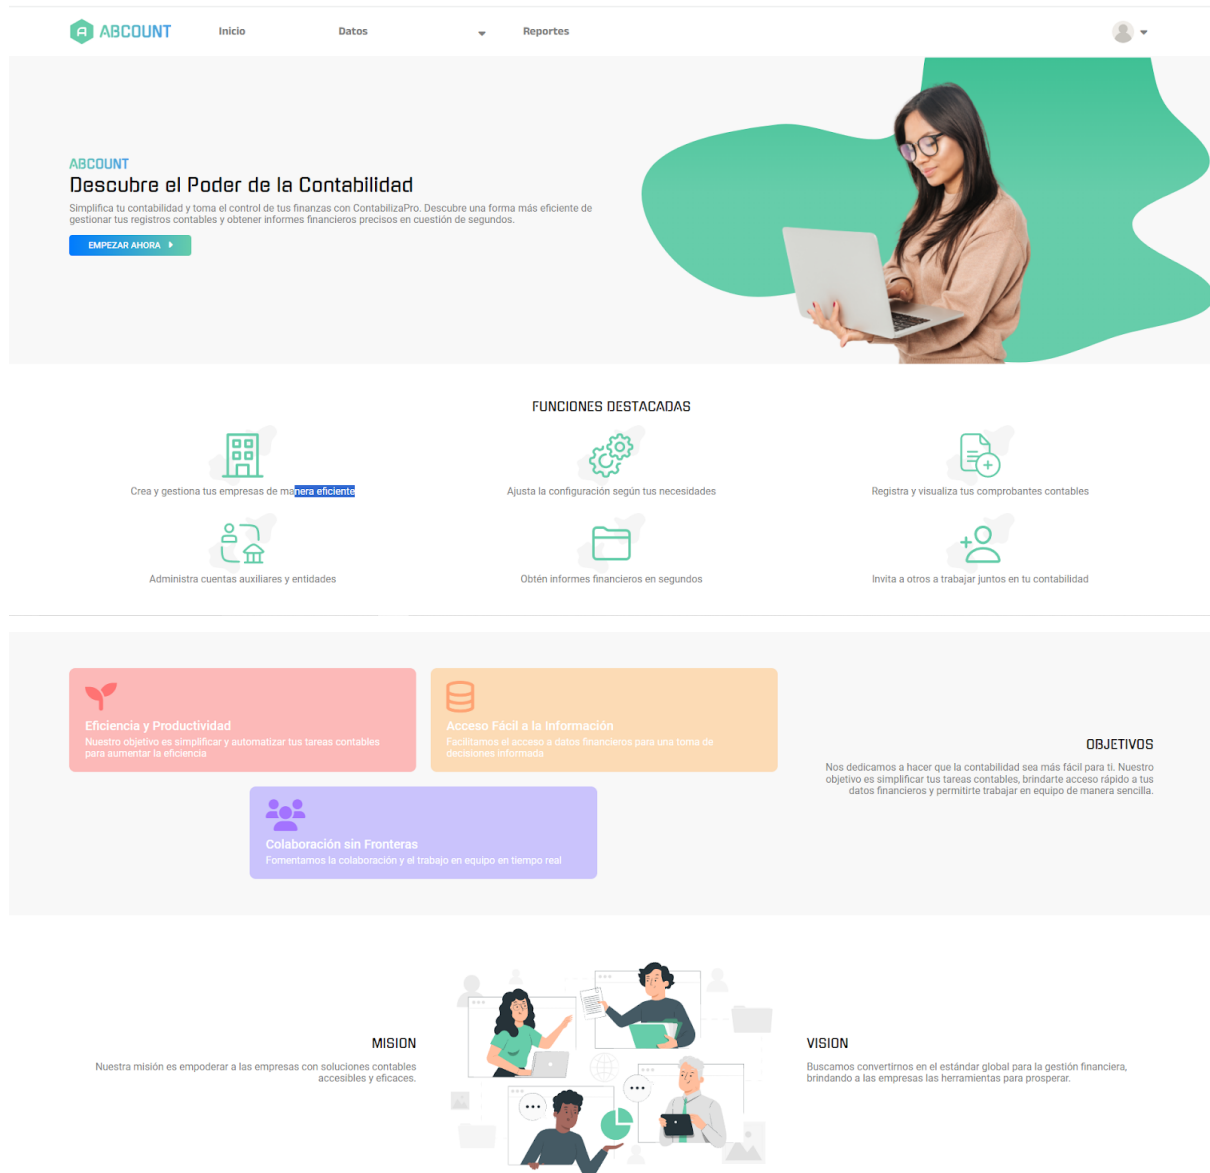 ABCOUNT
Inicio
Datos
Reportes
ABCOUNT
Descubre el Poder de la Contabilidad
Simplifica tu contabilidad y toma el control de tus finanzas con ContabilizaPro. Descubre una forma más eficiente de
gestionar tus registros contables y obtener informes financieros precisos en cuestión de segundos.
EMPEZAR AHORA
FUNCIONES DESTACADAS
Crea y gestiona tus empresas de manera eficiente
Ajusta la configuración según tus necesidades
Registra y visualiza tus comprobantes contables
Administra cuentas auxiliares y entidades
Obtén informes financieros en segundos
Invita a otros a trabajar juntos en tu contabilidad
Eficiencia y Productividad
Nuestro objetivo es simplificar y automatizar tus tareas contables
para aumentar la eficiencia
Acceso Fácil a la Información
Facilitamos el acceso a datos financieros para una toma de
decisiones informada
Colaboración sin Fronteras
Fomentamos la colaboración y el trabajo en equipo en tiempo real
OBJETIVOS
Nos dedicamos a hacer que la contabilidad sea más fácil para ti. Nuestro
objetivo es simplificar tus tareas contables, brindarte acceso rápido a tus
datos financieros y permitirte trabajar en equipo de manera sencilla.
MISION
Nuestra misión es empoderar a las empresas con soluciones contables
accesibles y eficaces.
VISION
Buscamos convertirnos en el estándar global para la gestión financiera,
brindando a las empresas las herramientas para prosperar.